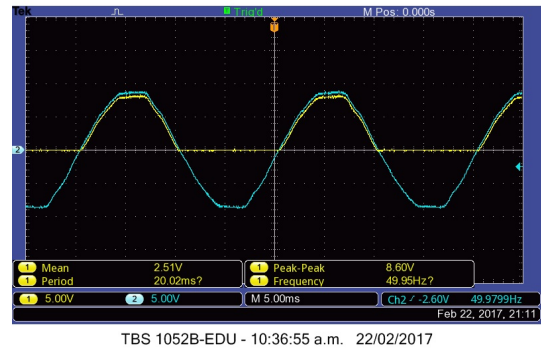 Tek Trig'd M Pos: 0.000s
2
1 Mean 2.51V 1 Peak-Peak 8.60V
1 Period 20.02ms? 1 Frequency 49.95Hz?
1 5.00V 2 5.00V M 5.00ms Ch2 -2.60V 49.9799Hz
Feb 22, 2017, 21:11
TBS 1052B-EDU - 10:36:55 a.m. 22/02/2017